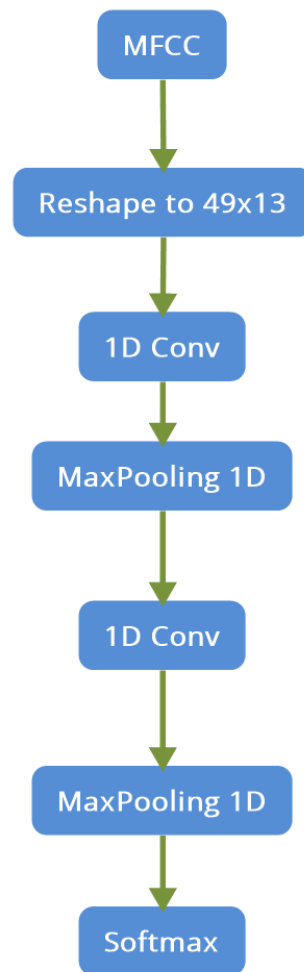 MFCC
Reshape to 49x13
1D Conv
MaxPooling 1D
1D Conv
MaxPooling 1D
Softmax